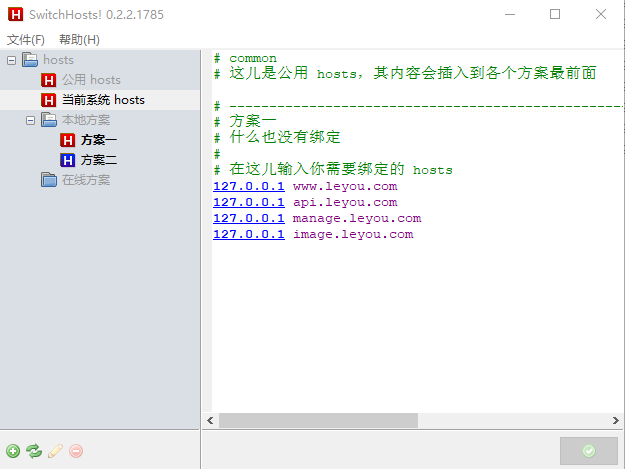 SwitchHosts! 0.2.2.1785
文件(F) 帮助(H)
hosts
公用 hosts
当前系统 hosts
本地方案
方案一
方案二
在线方案
# common
# 这儿是公用 hosts，其内容会插入到各个方案最前面
# --------------------------------------------------
# 方案一
# 什么也没有绑定
#
# 在这儿输入你需要绑定的 hosts
127.0.0.1 www.leyou.com
127.0.0.1 api.leyou.com
127.0.0.1 manage.leyou.com
127.0.0.1 image.leyou.com